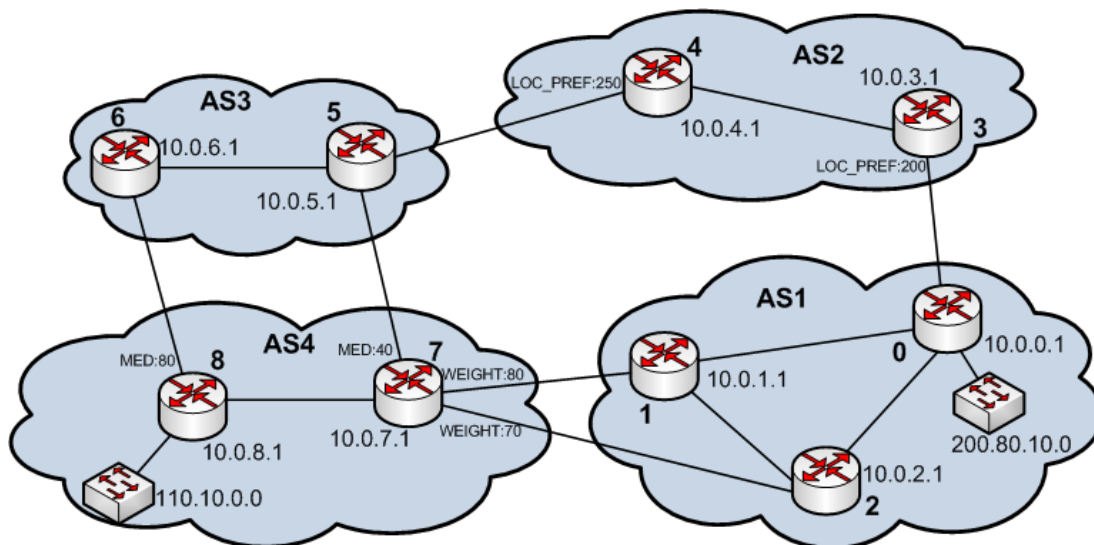 AS2
4
LOC_PREF:250
10.0.3.1
AS3
6
5
10.0.4.1
3
10.0.6.1
LOC_PREF:200
10.0.5.1
AS1
AS4
MED:80
8
MED:40
7
WEIGHT:80
0
10.0.0.1
10.0.1.1
1
10.0.7.1
WEIGHT:70
10.0.8.1
200.80.10.0
10.0.2.1
110.10.0.0
2